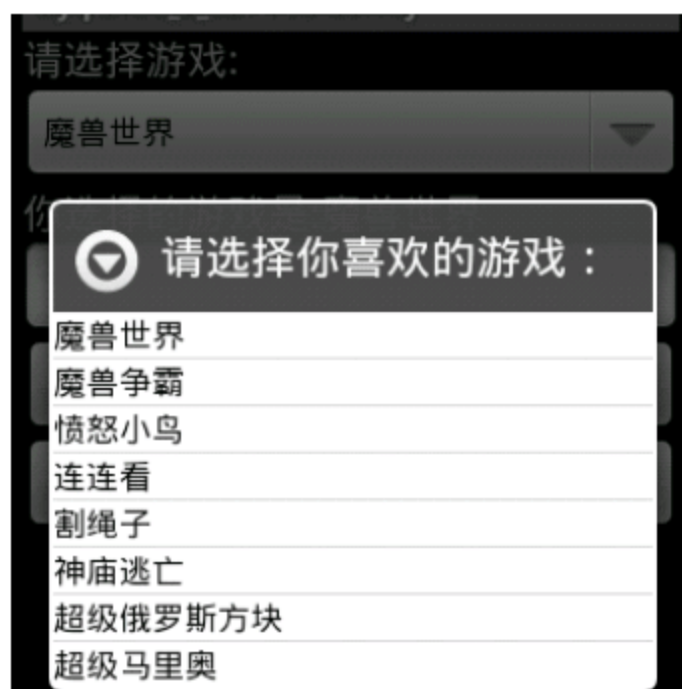 请选择游戏:
魔兽世界
请选择你喜欢的游戏：
魔兽世界
魔兽争霸
愤怒小鸟
连连看
割绳子
神庙逃亡
超级俄罗斯方块
超级马里奥